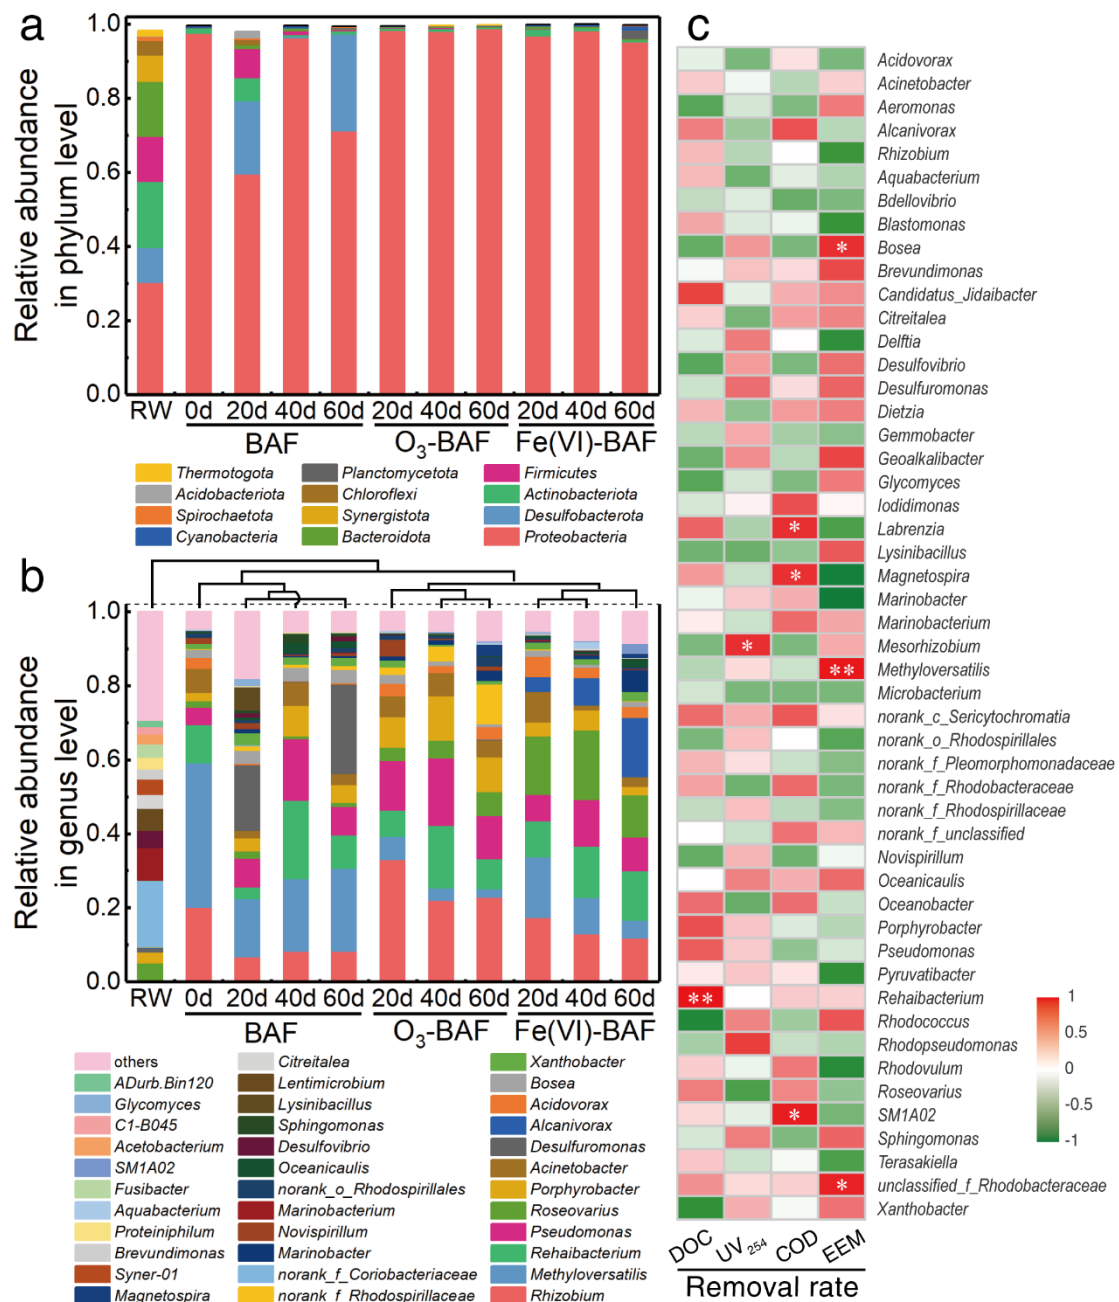 a
Relative abundance
in phylum level
1.0
0.8
0.6
0.4
0.2
0.0
RW 0d 20d 40d 60d 20d 40d 60d 20d 40d 60d
BAF O3-BAF Fe(VI)-BAF
Thermotogota Planctomycetota Firmicutes
Acidobacteriota Chloroflexi Actinobacteriota
Spirochaetota Synergistota Desulfobacterota
Cyanobacteria Bacteroidota Proteobacteria
b
Relative abundance
in genus level
1.0
0.8
0.6
0.4
0.2
0.0
RW 0d 20d 40d 60d 20d 40d 60d 20d 40d 60d
BAF O3-BAF Fe(VI)-BAF
others Citreitalea Xanthobacter
ADurb.Bin120 Lentimicrobium Bosea
Glycomyces Lysinibacillus Acidovorax
C1-B045 Sphingomonas Alcanivorax
Acetobacterium Desulfovibrio Desulfuromonas
SM1A02 Oceanicaulis Acinetobacter
Fusibacter norank_o_Rhodospirillales Porphyrobacter
Aquabacterium Marinobacterium Roseovarius
Proteiniphilum Novispirillum Pseudomonas
Brevundimonas Marinobacter Rehaibacterium
Syner-01 norank_f_Coriobacteriaceae Methyloversatilis
Magnetospira norank_f_Rhodospirillaceae Rhizobium
c
Acidovorax
Acinetobacter
Aeromonas
Alcanivorax
Rhizobium
Aquabacterium
Bdellovibrio
Blastomonas
* Bosea
Brevundimonas
Candidatus_Jidaibacter
Citreitalea
Delftia
Desulfovibrio
Desulfuromonas
Dietzia
Gemmobacter
Geoalkalibacter
Glycomyces
Iodidimonas
* Labrenzia
Lysinibacillus
* Magnetospira
Marinobacter
Marinobacterium
* Mesorhizobium
** Methyloversatilis
Microbacterium
norank_c_Sericytochromatia
norank_o_Rhodospirillales
norank_f_Pleomorphomonadaceae
norank_f_Rhodobacteraceae
norank_f_Rhodospirillaceae
norank_f_unclassified
Novispirillum
Oceanicaulis
Oceanobacter
Porphyrobacter
Pseudomonas
Pyruvatibacter
** Rehaibacterium
Rhodococcus
Rhodopseudomonas
Rhodovulum
Roseovarius
* SM1A02
Sphingomonas
Terasakiella
* unclassified_f_Rhodobacteraceae
Xanthobacter
DOC UV 254 COD EEM
Removal rate
1
0.5
0
-0.5
-1